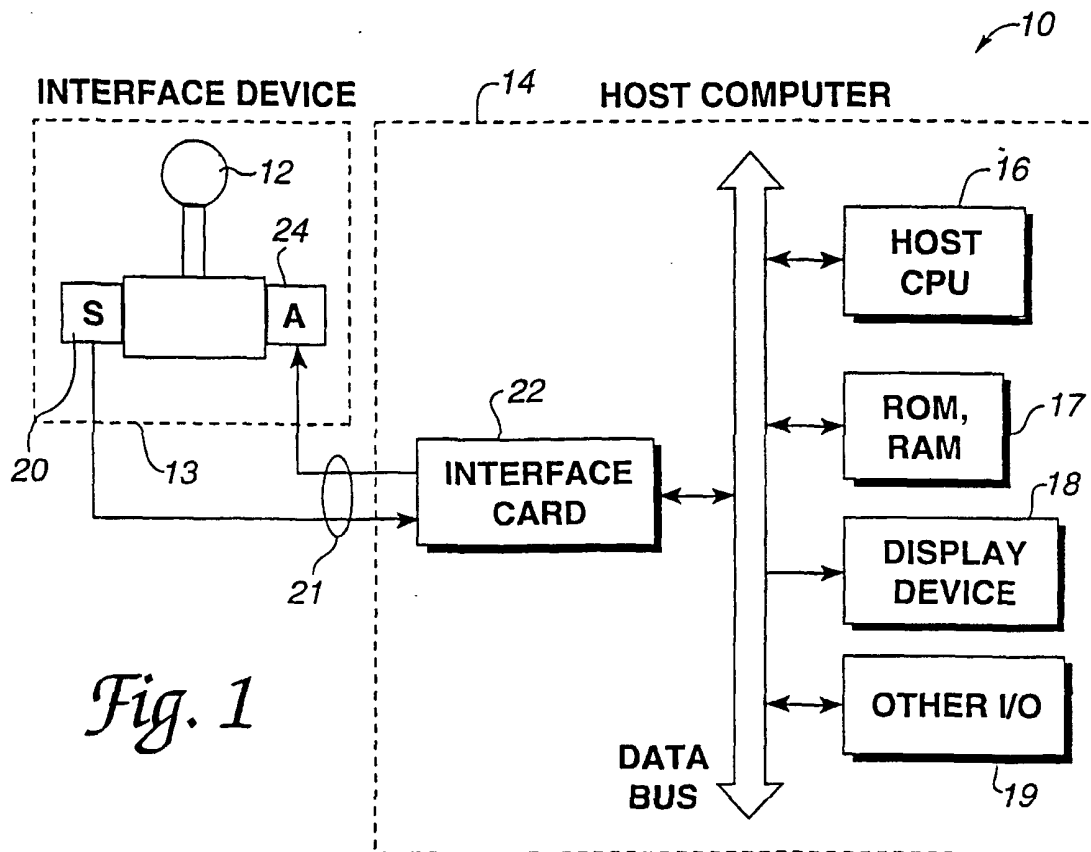 10
INTERFACE DEVICE
14
HOST COMPUTER
12
16
24
HOST
CPU
S
A
22
ROM,
RAM
17
20
13
INTERFACE
CARD
18
DISPLAY
DEVICE
21
Fig. 1
OTHER I/O
DATA
BUS
19